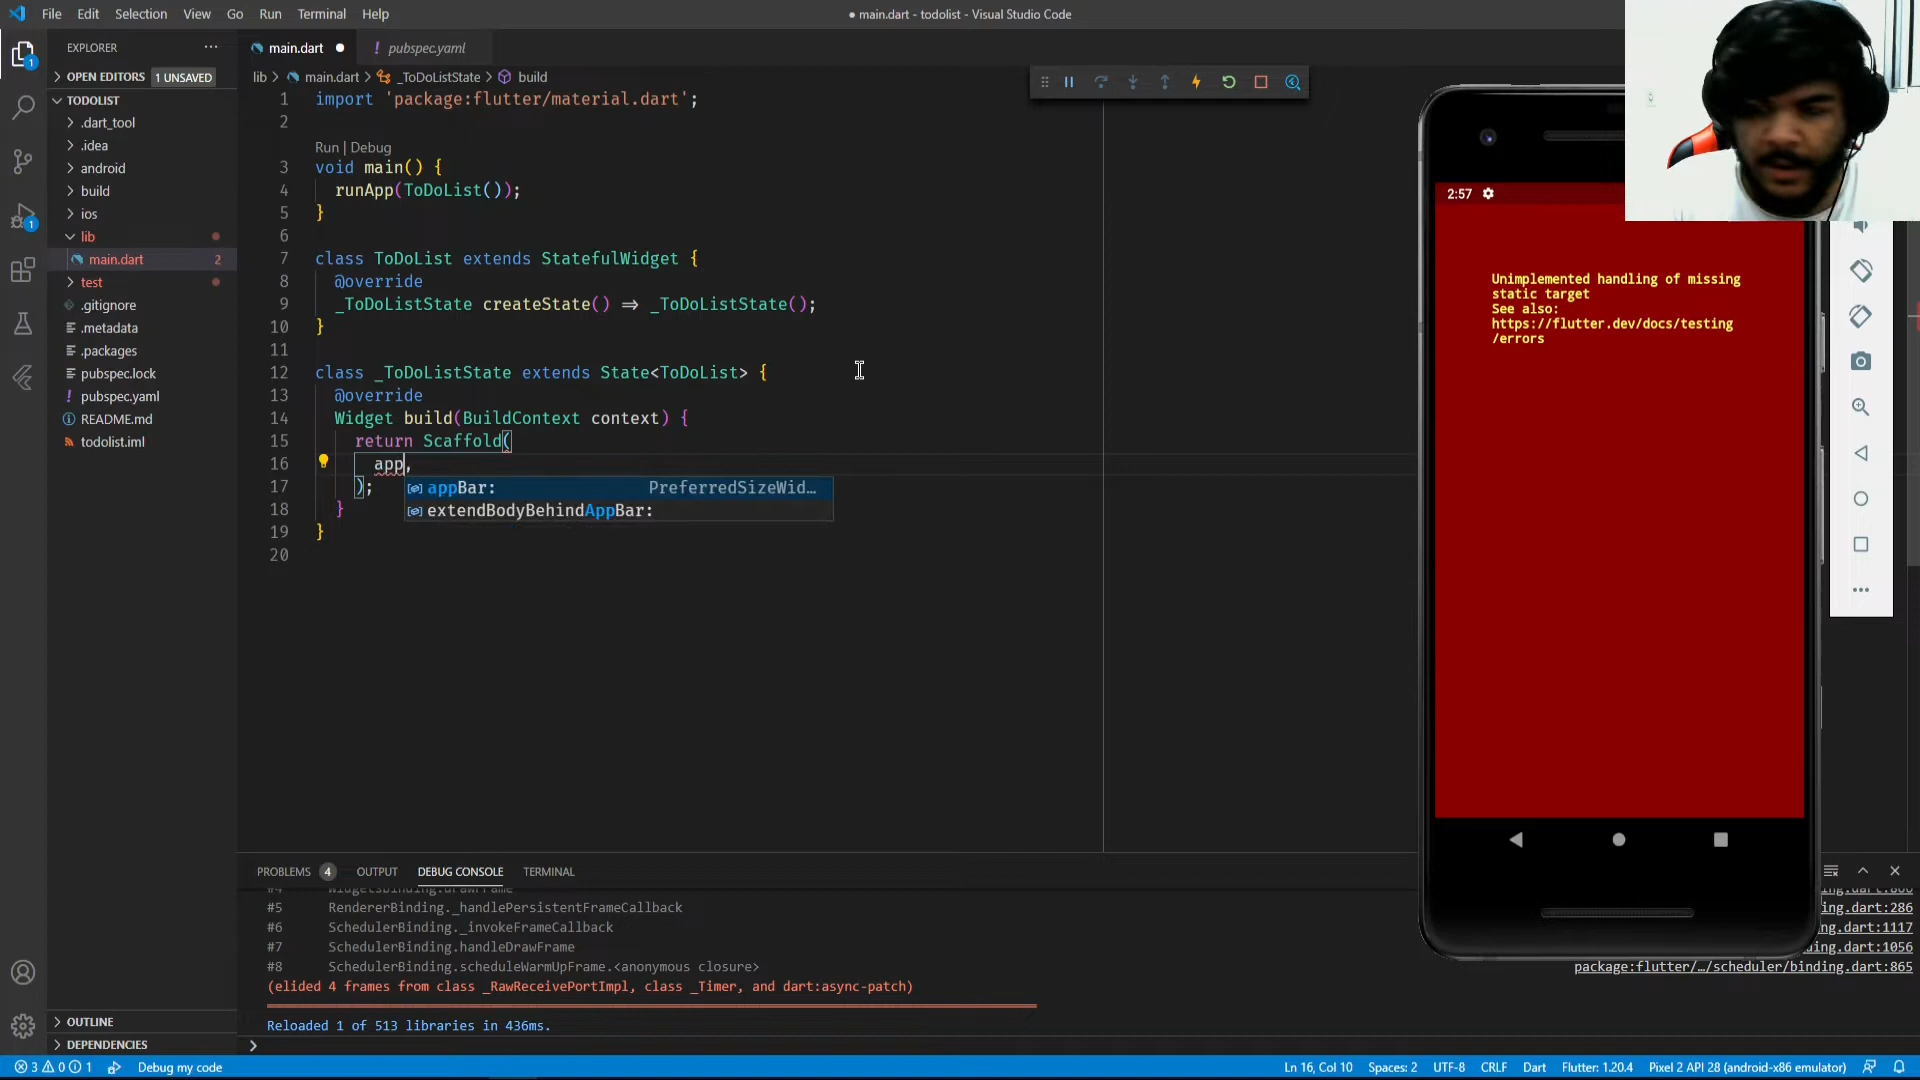 File Edit Selection View Go Run Terminal Help
● main.dart - todolist - Visual Studio Code
EXPLORER ···
OPEN EDITORS 1 UNSAVED
TODOLIST
.dart_tool
.idea
android
build
ios
lib
main.dart 2
test
.gitignore
.metadata
.packages
pubspec.lock
pubspec.yaml
README.md
todolist.iml
OUTLINE
DEPENDENCIES
1
1
main.dart ●
! pubspec.yaml
lib > main.dart > _ToDoListState > build
1 import 'package:flutter/material.dart';
2
Run | Debug
3 void main() {
4 runApp(ToDoList());
5 }
6
7 class ToDoList extends StatefulWidget {
8 @override
9 _ToDoListState createState() => _ToDoListState();
10 }
11
12 class _ToDoListState extends State<ToDoList> {
13 @override
14 Widget build(BuildContext context) {
15 return Scaffold(
16 app,
17 );
18 }
19 }
20
appBar: PreferredSizeWid…
extendBodyBehindAppBar:
2:57
Unimplemented handling of missing
static target
See also:
https://flutter.dev/docs/testing
/errors
PROBLEMS 4 OUTPUT DEBUG CONSOLE TERMINAL
#5 RendererBinding._handlePersistentFrameCallback
ing.dart:286
#6 SchedulerBinding._invokeFrameCallback
ng.dart:1117
#7 SchedulerBinding.handleDrawFrame
ng.dart:1056
#8 SchedulerBinding.scheduleWarmUpFrame.<anonymous closure>
package:flutter/…/scheduler/binding.dart:865
(elided 4 frames from class _RawReceivePortImpl, class _Timer, and dart:async-patch)
Reloaded 1 of 513 libraries in 436ms.
3 0 1 Debug my code
Ln 16, Col 10 Spaces: 2 UTF-8 CRLF Dart Flutter: 1.20.4 Pixel 2 API 28 (android-x86 emulator)